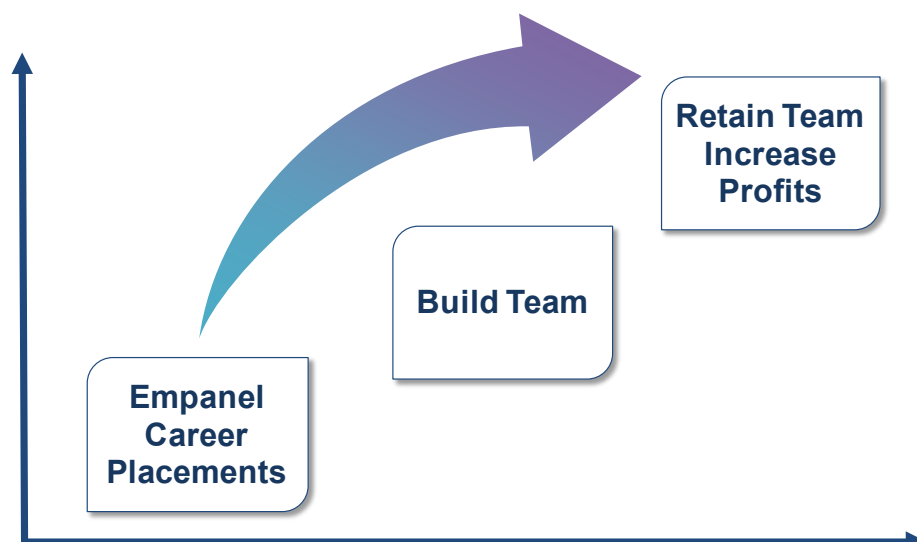 Retain Team
Increase
Profits
Build Team
Empanel
Career
Placements